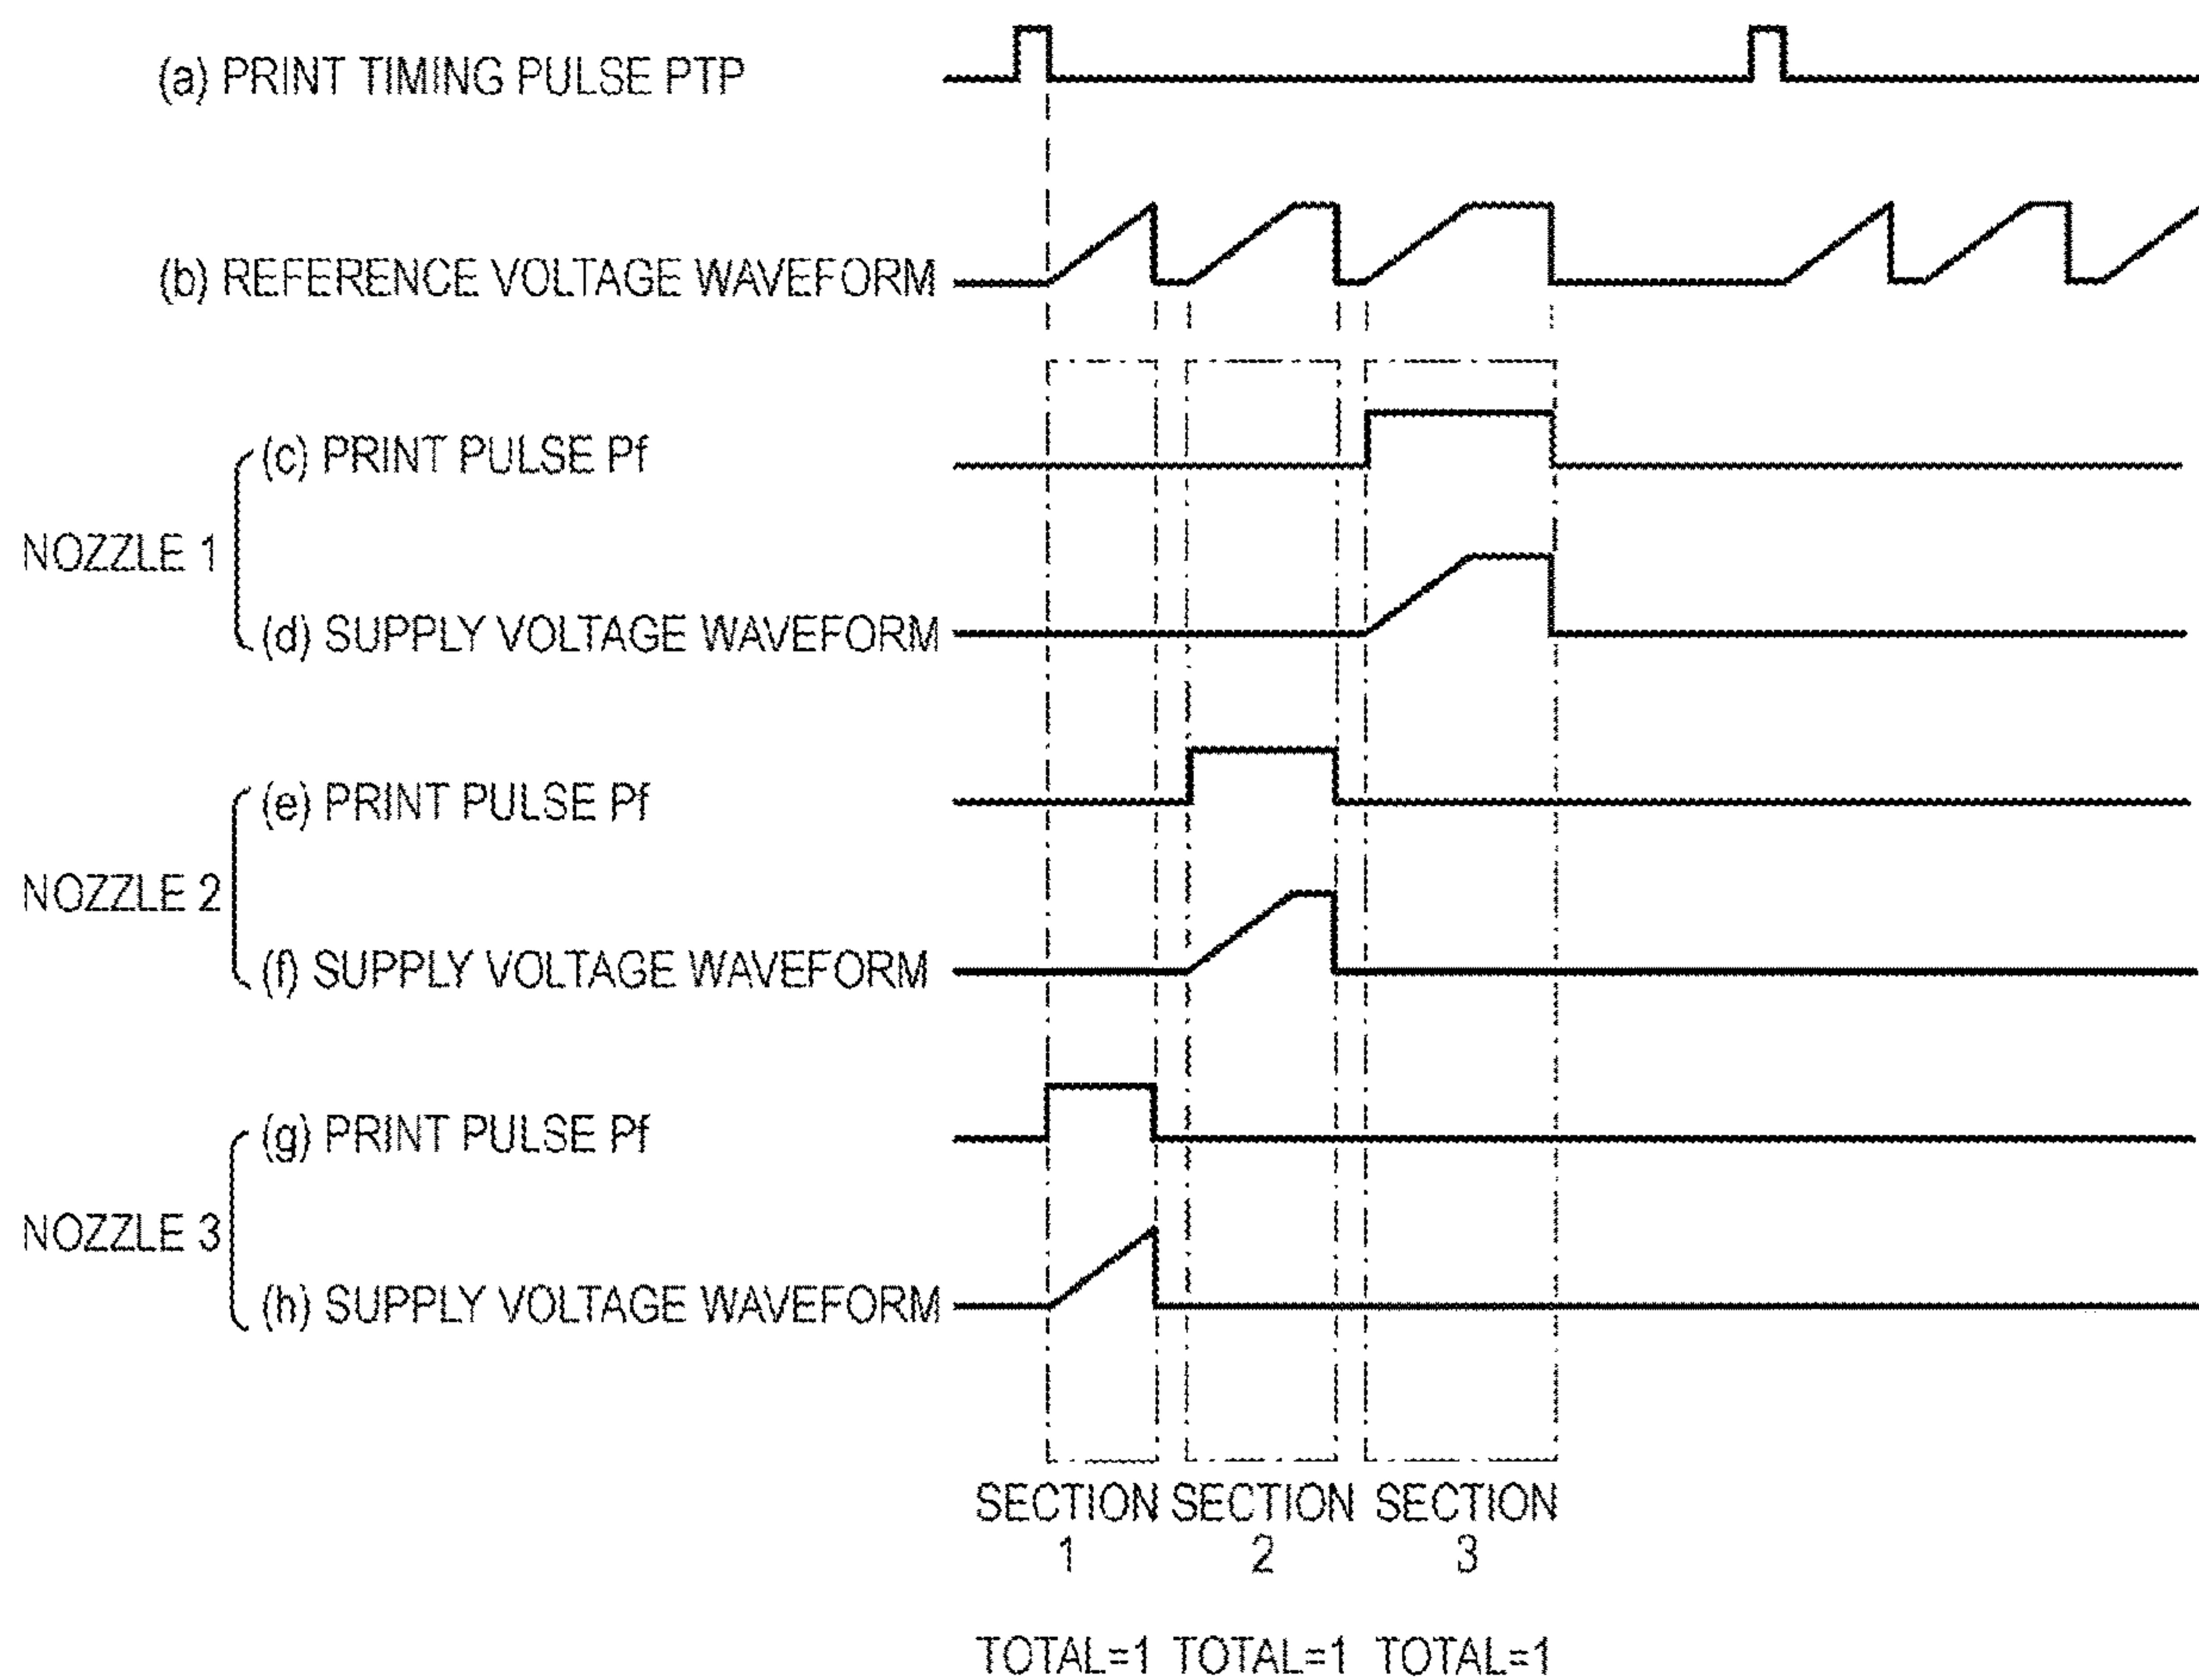 (a) PRINT TIMING PULSE PTP
(b) REFERENCE VOLTAGE WAVEFORM
(c) PRINT PULSE Pf
NOZZLE 1
(d) SUPPLY VOLTAGE WAVEFORM
(e) PRINT PULSE Pf
NOZZLE 2
(f) SUPPLY VOLTAGE WAVEFORM
(g) PRINT PULSE Pf
NOZZLE 3
(h) SUPPLY VOLTAGE WAVEFORM
SECTION SECTION SECTION
1 2 3
TOTAL=1 TOTAL=1 TOTAL=1